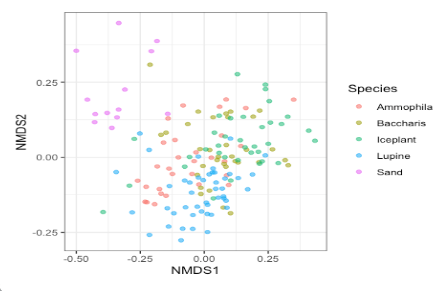 NMDS2
0.25
0.00
-0.25
-0.50
-0.25
0.00
0.25
NMDS1
Species
Ammophila
Baccharis
Iceplant
Lupine
Sand